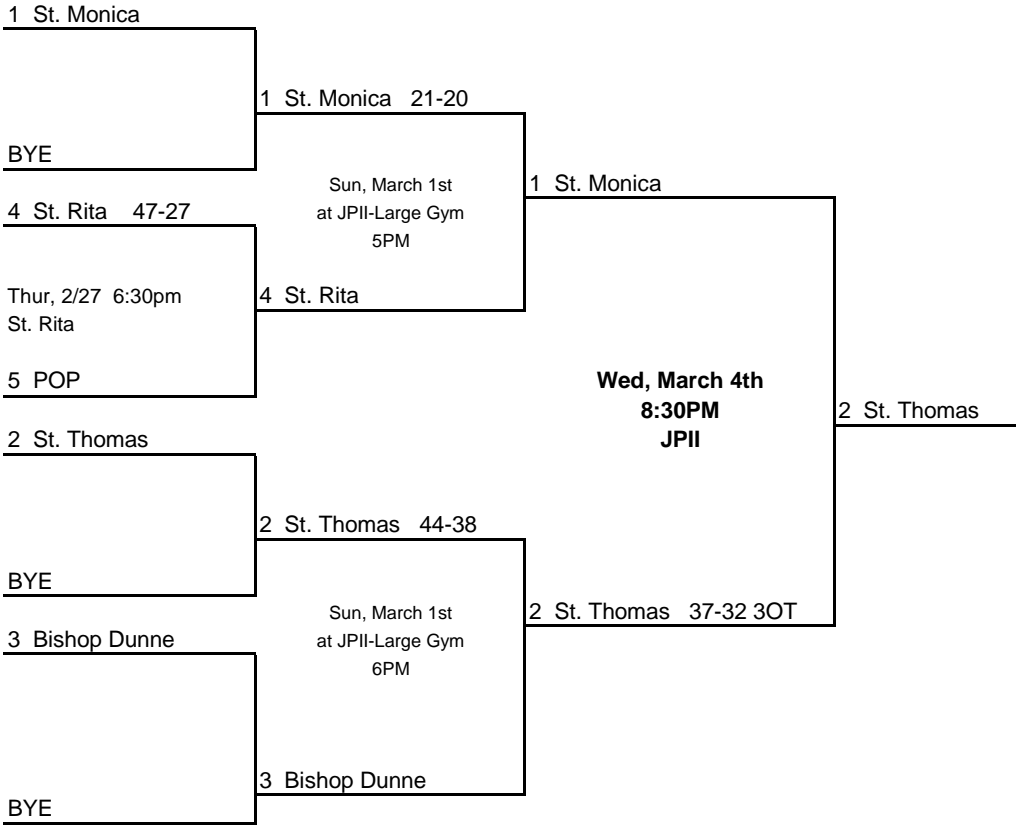 1 St. Monica
1 St. Monica 21-20
BYE
Sun, March 1st
at JPII-Large Gym
5PM
1 St. Monica
4 St. Rita 47-27
Thur, 2/27 6:30pm
St. Rita
4 St. Rita
5 POP
Wed, March 4th
8:30PM
JPII
2 St. Thomas
2 St. Thomas
2 St. Thomas 44-38
BYE
Sun, March 1st
at JPII-Large Gym
6PM
2 St. Thomas 37-32 3OT
3 Bishop Dunne
3 Bishop Dunne
BYE